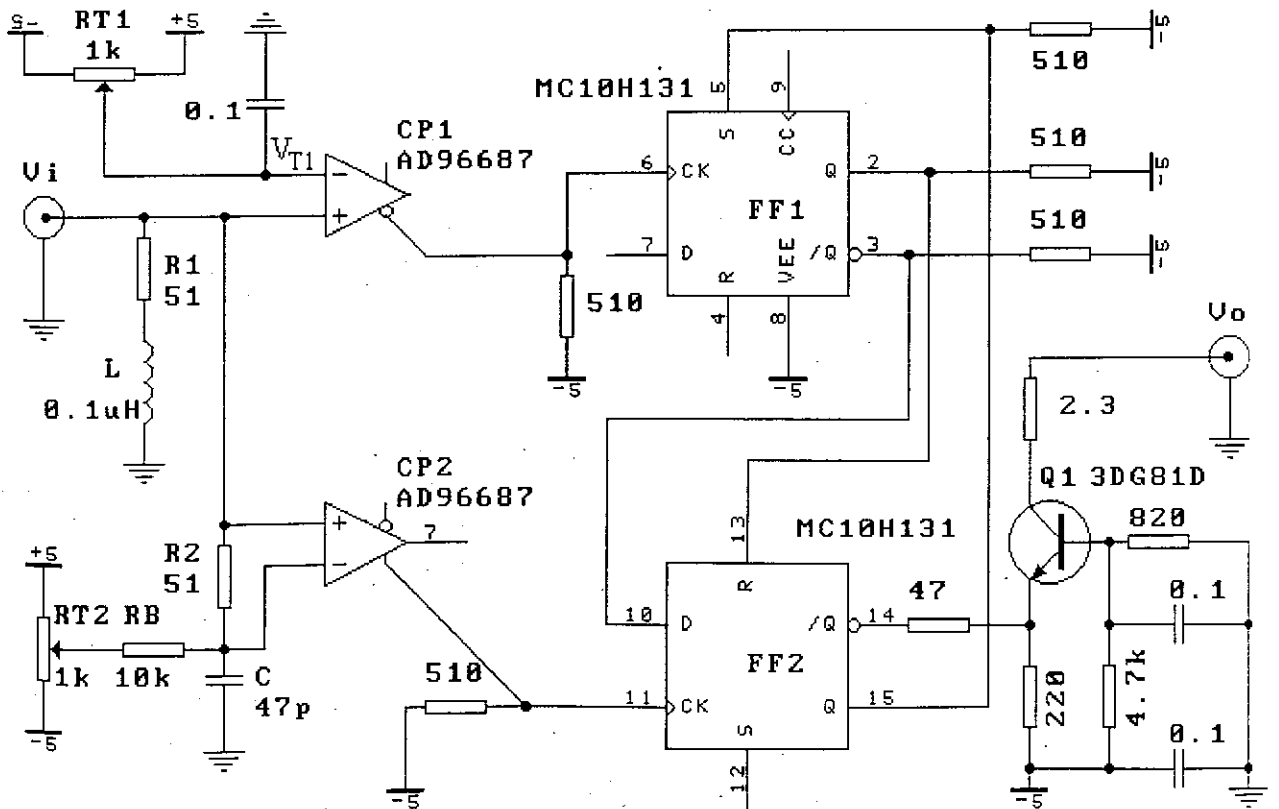 S- RT1 +5
1k
0.1
VT1
CP1
AD96687
Vi
R1
51
L
0.1uH
510
-5
MC10H131
5
9
S
CC
6
CK
Q
2
FF1
7
D
/Q
3
R
VEE
4
8
-5
510
-5
510
-5
510
-5
Vo
2.3
Q1 3DG81D
820
0.1
CP2
AD96687
7
R2
51
+5
RT2 RB
1k 10k
-5
C
47p
510
-5
13
MC10H131
R
10
D
/Q
14
47
FF2
11
CK
Q
15
S
12
220
4.7k
0.1
-5